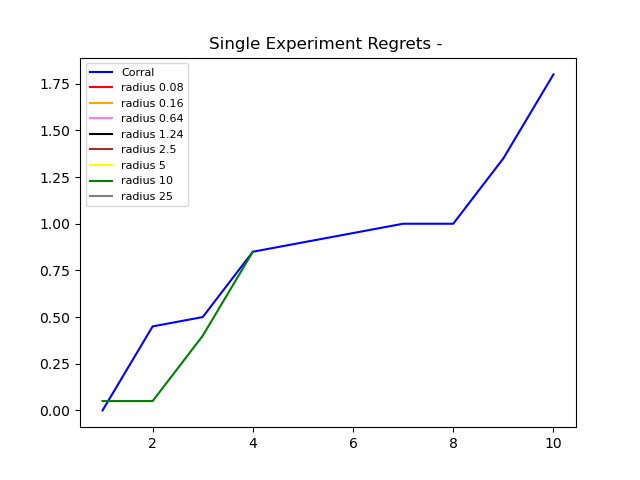 Single Experiment Regrets -
Corral
radius 0.08
radius 0.16
radius 0.64
radius 1.24
radius 2.5
radius 5
radius 10
radius 25
1.75
1.50
1.25
1.00
0.75
0.50
0.25
0.00
2 4 6 8 10